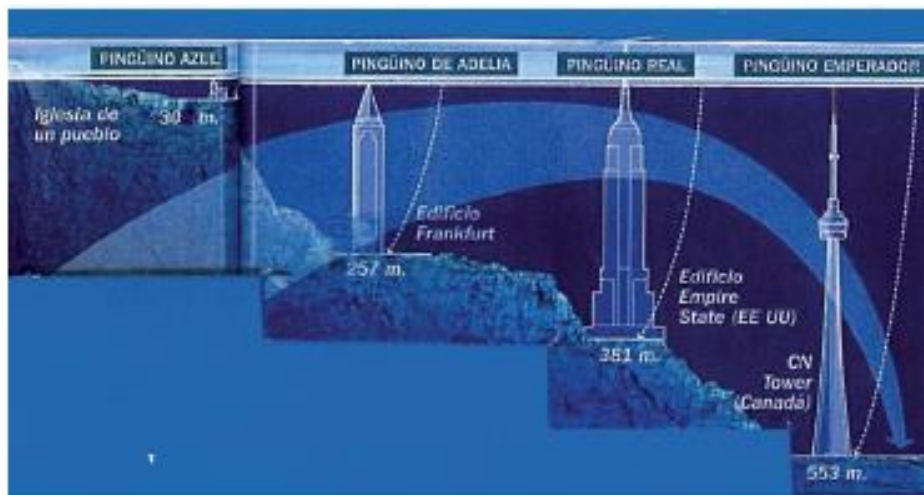 PINGÜINO AZUL
PINGÜINO DE ADELIA
PINGÜINO REAL
PINGÜINO EMPERADOR
Iglesia de
un pueblo
30 m.
Edificio
Frankfurt
257 m.
Edificio
Empire
State (EE UU)
381 m.
CN
Tower
(Canadá)
553 m.